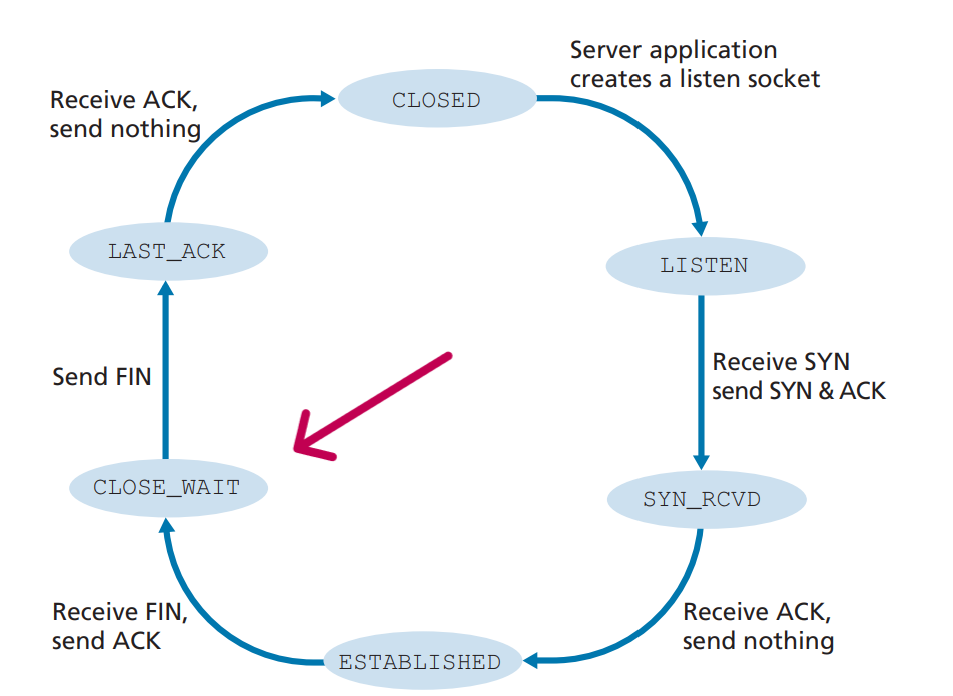 Server application
creates a listen socket
CLOSED
Receive ACK,
send nothing
LAST_ACK
LISTEN
Send FIN
Receive SYN
send SYN & ACK
CLOSE_WAIT
SYN_RCVD
Receive FIN,
send ACK
Receive ACK,
send nothing
ESTABLISHED